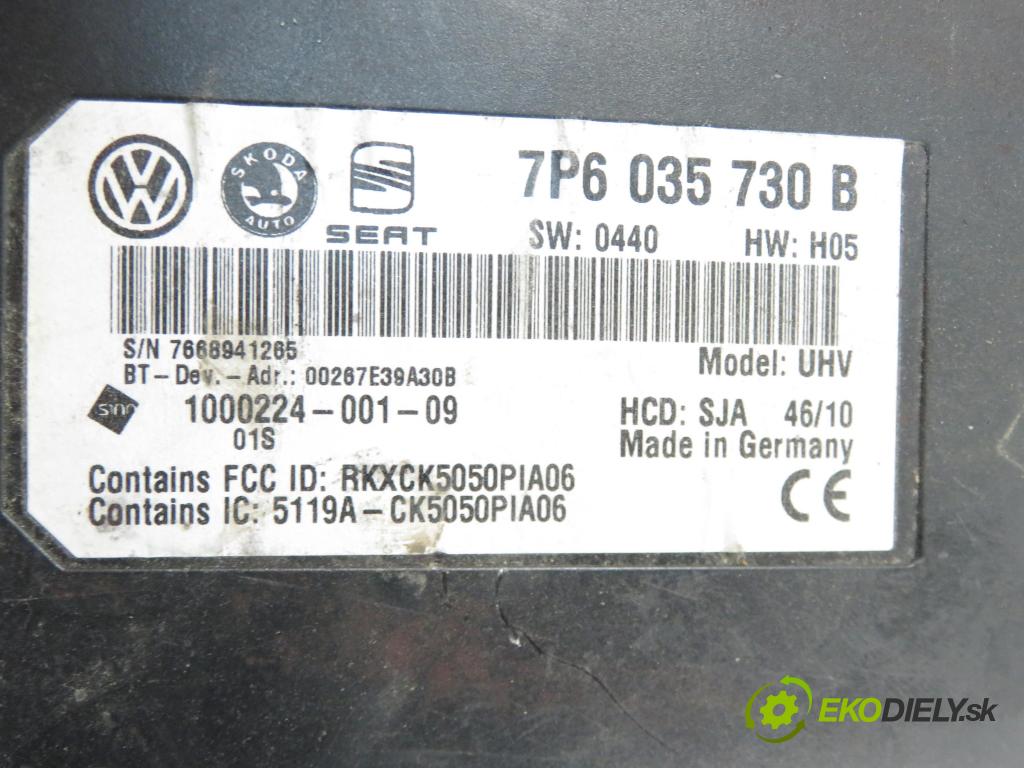 SKODA
AUTO
SEAT
7P6 035 730 B
SW: 0440 HW: H05
S/N 7668941265
BT-Dev.-Adr.: 00267E39A30B
Model: UHV
1000224-001-09
01S
HCD: SJA 46/10
Made in Germany
Contains FCC ID: RKXCK5050PIA06
Contains IC: 5119A-CK5050PIA06
CE
EKODIELY.sk